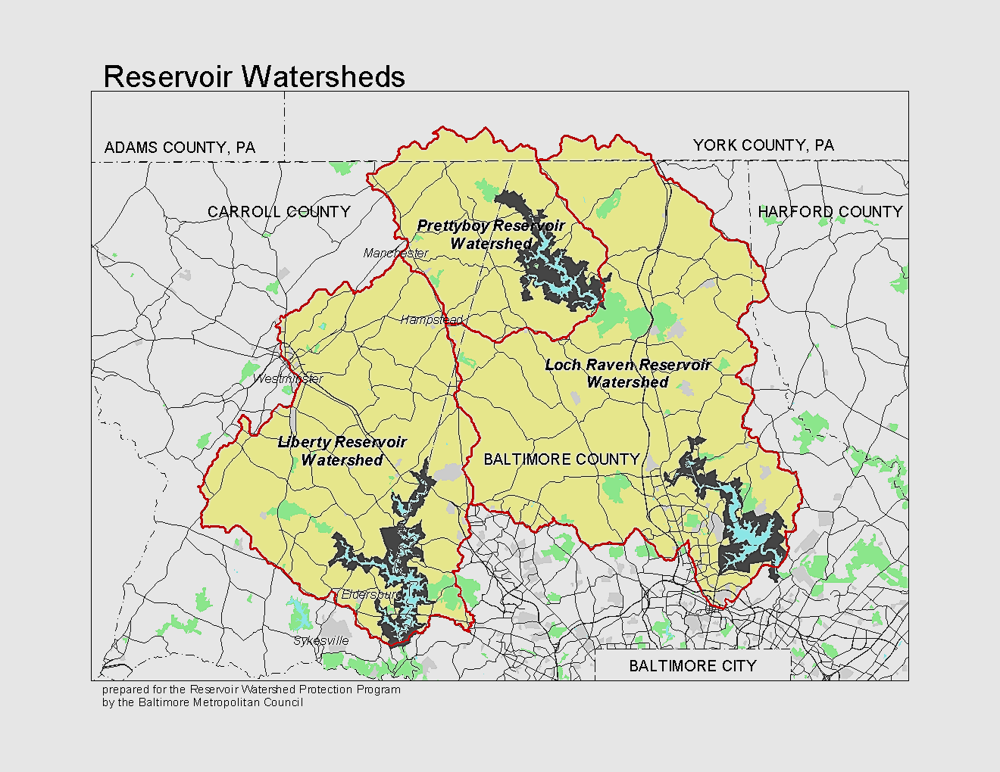 Reservoir Watersheds
ADAMS COUNTY, PA
YORK COUNTY, PA
CARROLL COUNTY
HARFORD COUNTY
Prettyboy Reservoir
Watershed
Manchester
Hampstead
Loch Raven Reservoir
Watershed
Westminster
Liberty Reservoir
Watershed
BALTIMORE COUNTY
Eldersburg
Sykesville
BALTIMORE CITY
prepared for the Reservoir Watershed Protection Program
by the Baltimore Metropolitan Council